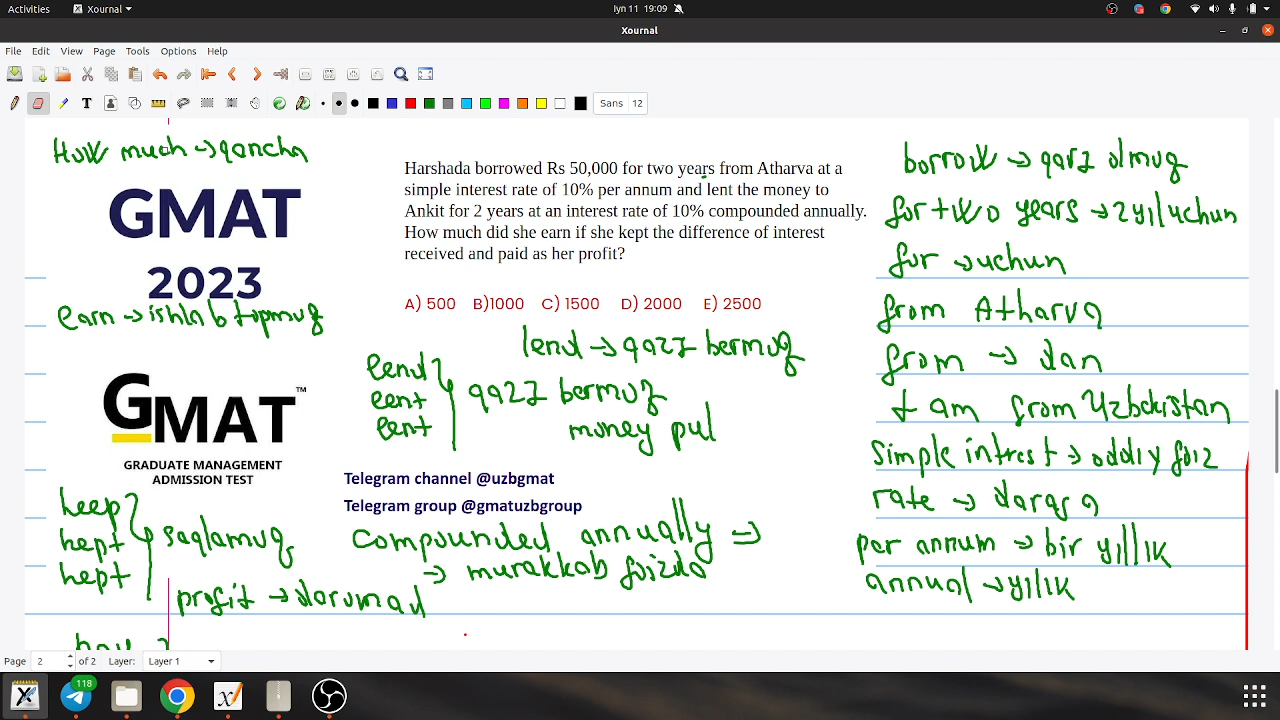 Activities
Xournal
Iyn 11 19:09
Xournal
File Edit View Page Tools Options Help
Sans 12
How much → qancha
GMAT
2023
earn → ishlab topmuq
GMAT™
GRADUATE MANAGEMENT
ADMISSION TEST
keep
kept
kept
saqlamuq
profit → daromad
Harshada borrowed Rs 50,000 for two years from Atharva at a
simple interest rate of 10% per annum and lent the money to
Ankit for 2 years at an interest rate of 10% compounded annually.
How much did she earn if she kept the difference of interest
received and paid as her profit?
A) 500 B)1000 C) 1500 D) 2000 E) 2500
lend → qarz bermoq
lend
lent
lent
qarz bermoq
money pul
Telegram channel @uzbgmat
Telegram group @gmatuzbgroup
compounded annually ⇒
→ murakkab foizda
borrow → qarz olmuq
for two years → 2 yil uchun
for → uchun
from Atharva
from → dan
I am from Uzbekistan
Simple intrest → oddiy foiz
rate → daraja
per annum → bir yillik
annual → yillik
Page 2 of 2 Layer: Layer 1
118